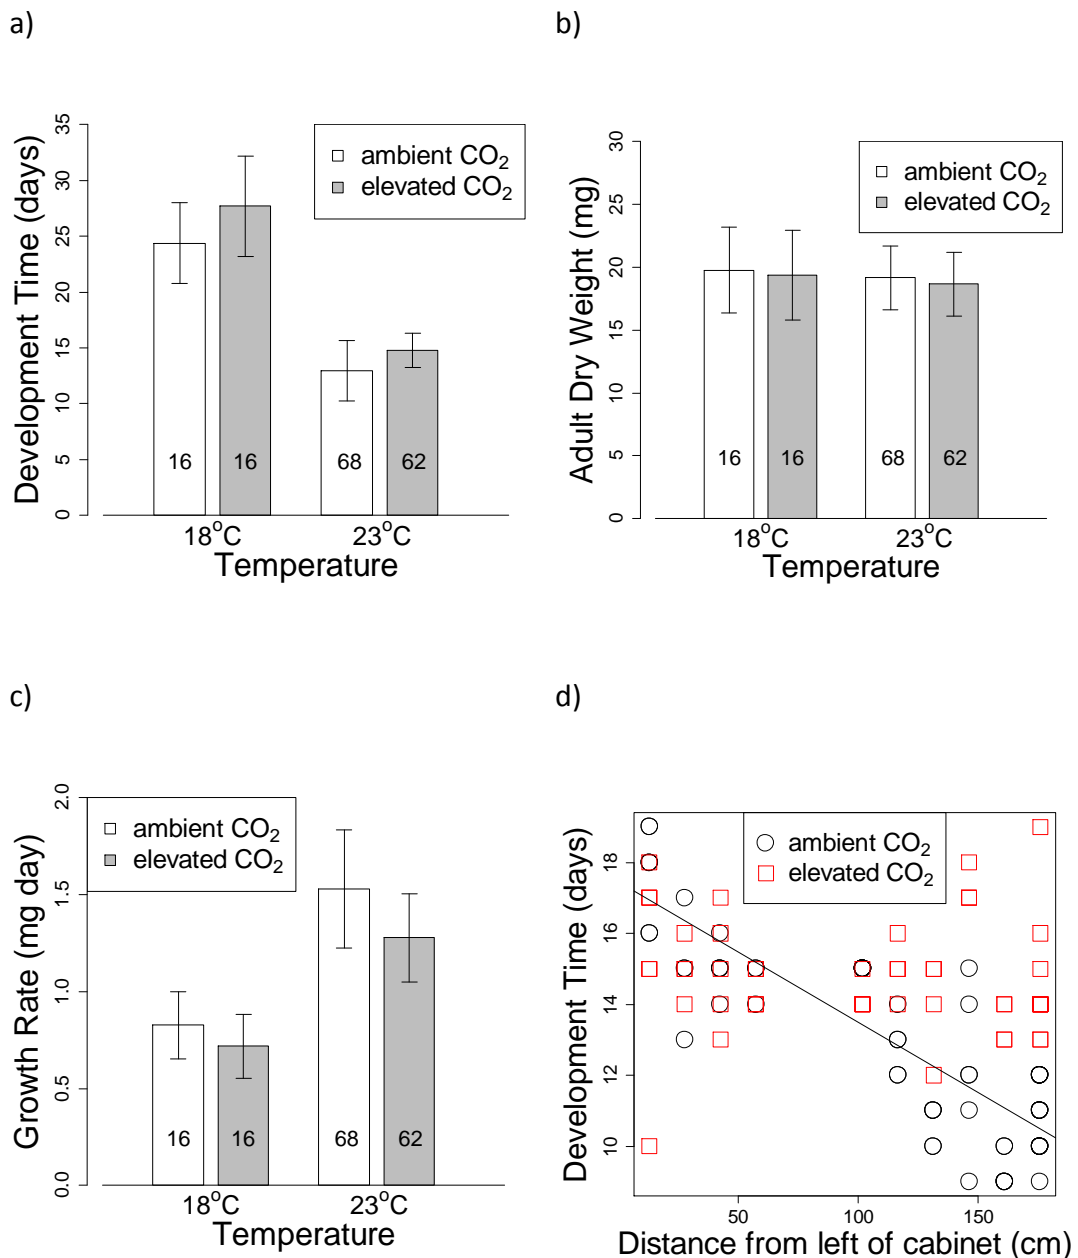 a)
Development Time (days)
0 5 10 15 20 25 30 35
ambient CO2
elevated CO2
16 16 68 62
18°C 23°C
Temperature
b)
Adult Dry Weight (mg)
0 5 10 15 20 25 30
ambient CO2
elevated CO2
16 16 68 62
18°C 23°C
Temperature
c)
Growth Rate (mg day)
0.0 0.5 1.0 1.5 2.0
ambient CO2
elevated CO2
16 16 68 62
18°C 23°C
Temperature
d)
Development Time (days)
10 12 14 16 18
ambient CO2
elevated CO2
50 100 150
Distance from left of cabinet (cm)